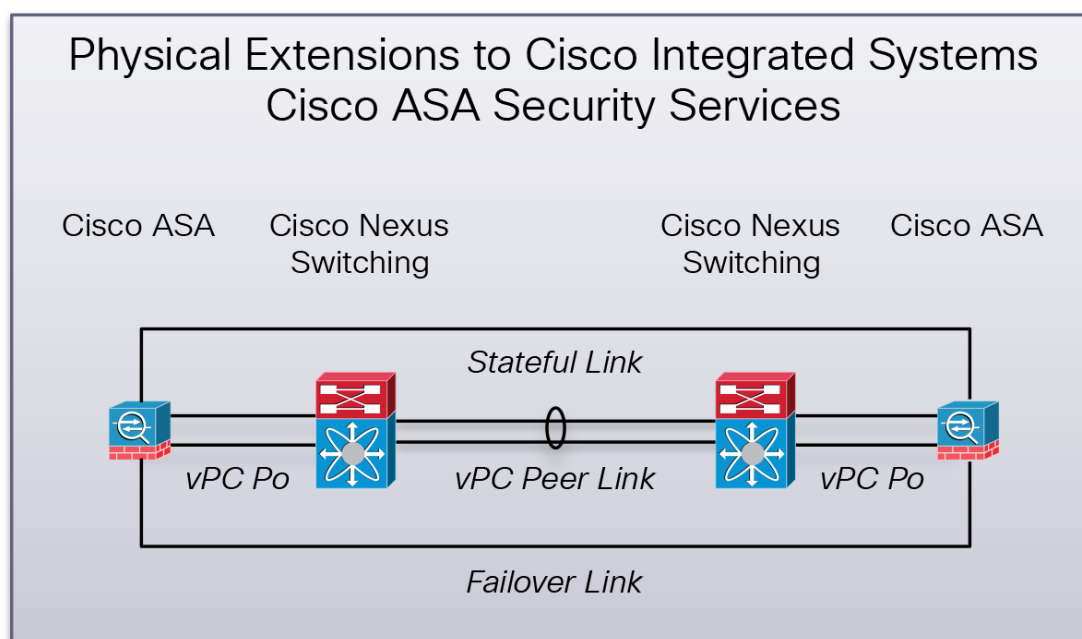 Physical Extensions to Cisco Integrated Systems
Cisco ASA Security Services
Cisco ASA
Cisco Nexus
Switching
Cisco Nexus
Switching
Cisco ASA
Stateful Link
vPC Po
vPC Peer Link
vPC Po
Failover Link